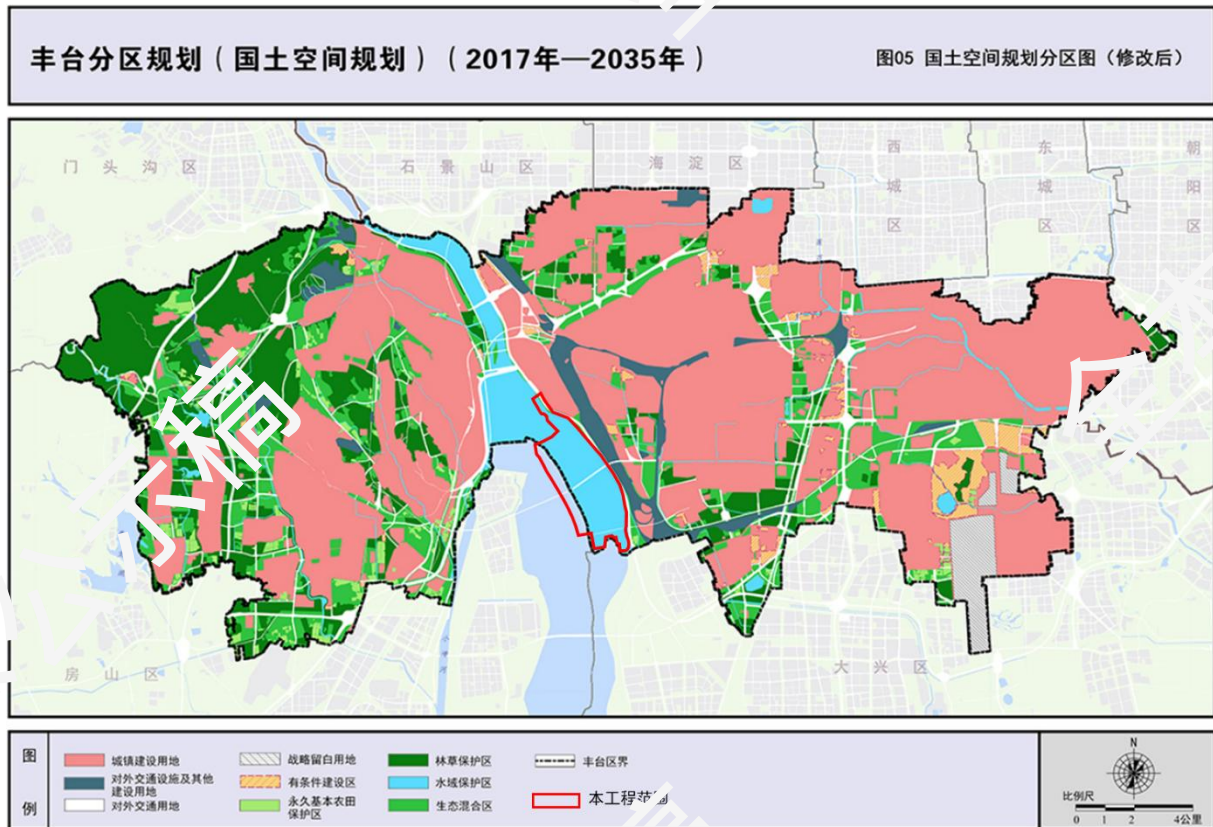 丰台分区规划（国土空间规划）（2017年—2035年）
图05 国土空间规划分区图（修改后）
门头沟区
石景山区
海淀区
西城区
东城区
朝阳区
房山区
大兴区
示稿
图例
城镇建设用地
对外交通设施及其他
建设用地
对外交通用地
战略留白用地
有条件建设区
永久基本农田
保护区
林草保护区
水域保护区
生态混合区
丰台区界
本工程范围
N
比例尺
0 1 2 4公里